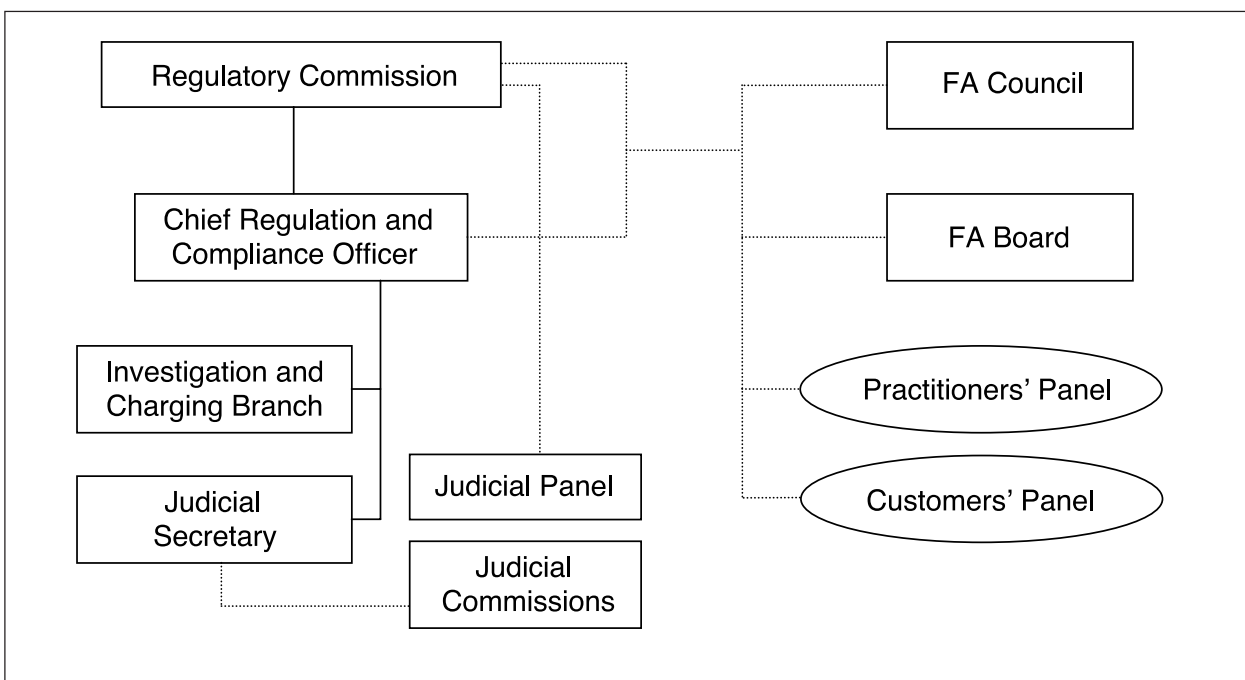 Regulatory Commission
FA Council
Chief Regulation and
Compliance Officer
FA Board
Investigation and
Charging Branch
Practitioners’ Panel
Judicial Panel
Customers’ Panel
Judicial
Secretary
Judicial
Commissions